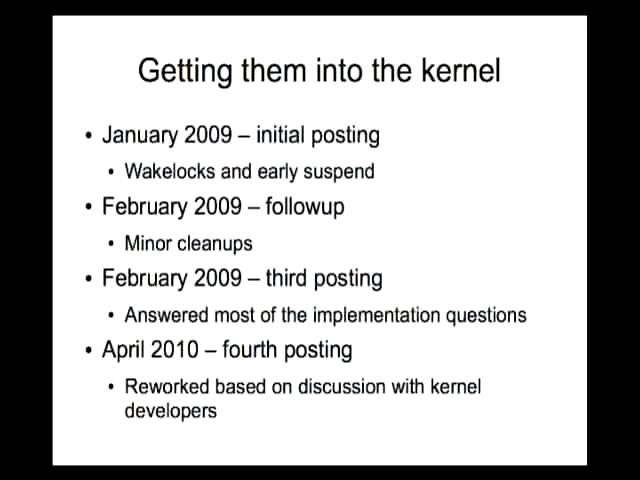 Getting them into the kernel
• January 2009 – initial posting
• Wakelocks and early suspend
• February 2009 – followup
• Minor cleanups
• February 2009 – third posting
• Answered most of the implementation questions
• April 2010 – fourth posting
• Reworked based on discussion with kernel
developers